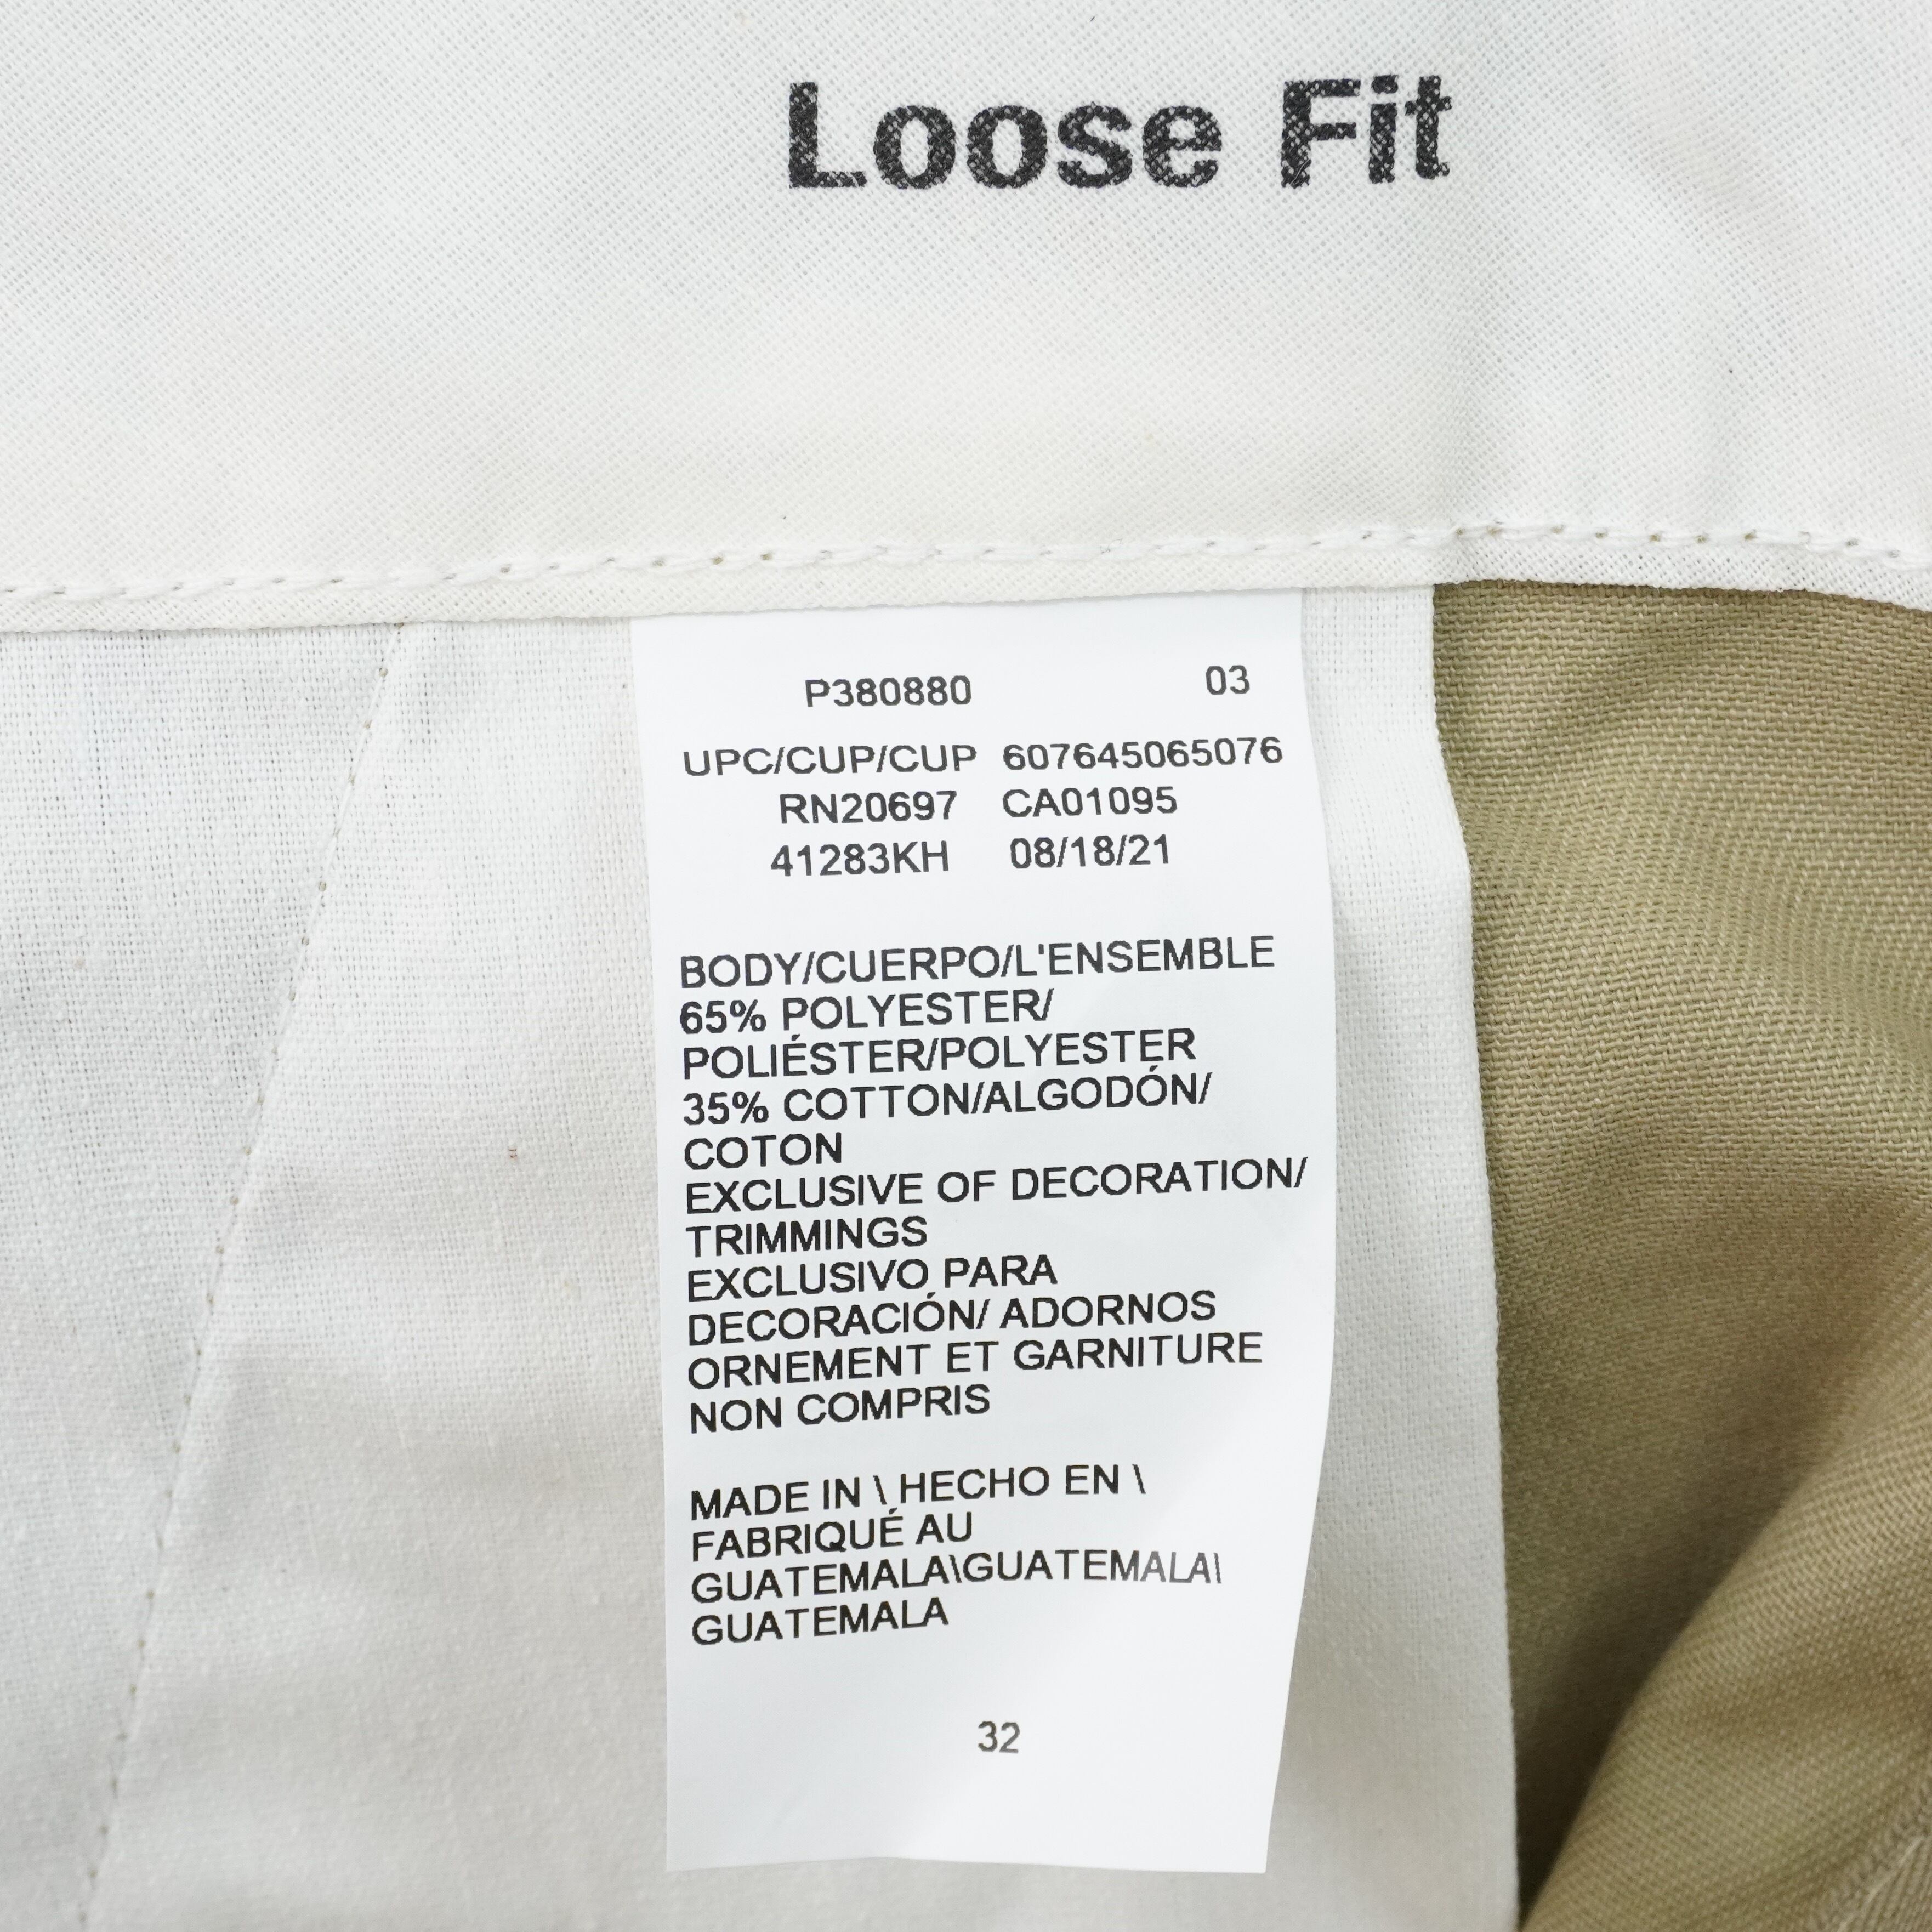 Loose Fit
P380880 03
UPC/CUP/CUP 607645065076
RN20697 CA01095
41283KH 08/18/21
BODY/CUERPO/L'ENSEMBLE
65% POLYESTER/
POLIÉSTER/POLYESTER
35% COTTON/ALGODÓN/
COTON
EXCLUSIVE OF DECORATION/
TRIMMINGS
EXCLUSIVO PARA
DECORACIÓN/ ADORNOS
ORNEMENT ET GARNITURE
NON COMPRIS
MADE IN \ HECHO EN \
FABRIQUÉ AU
GUATEMALA\GUATEMALA\
GUATEMALA
32